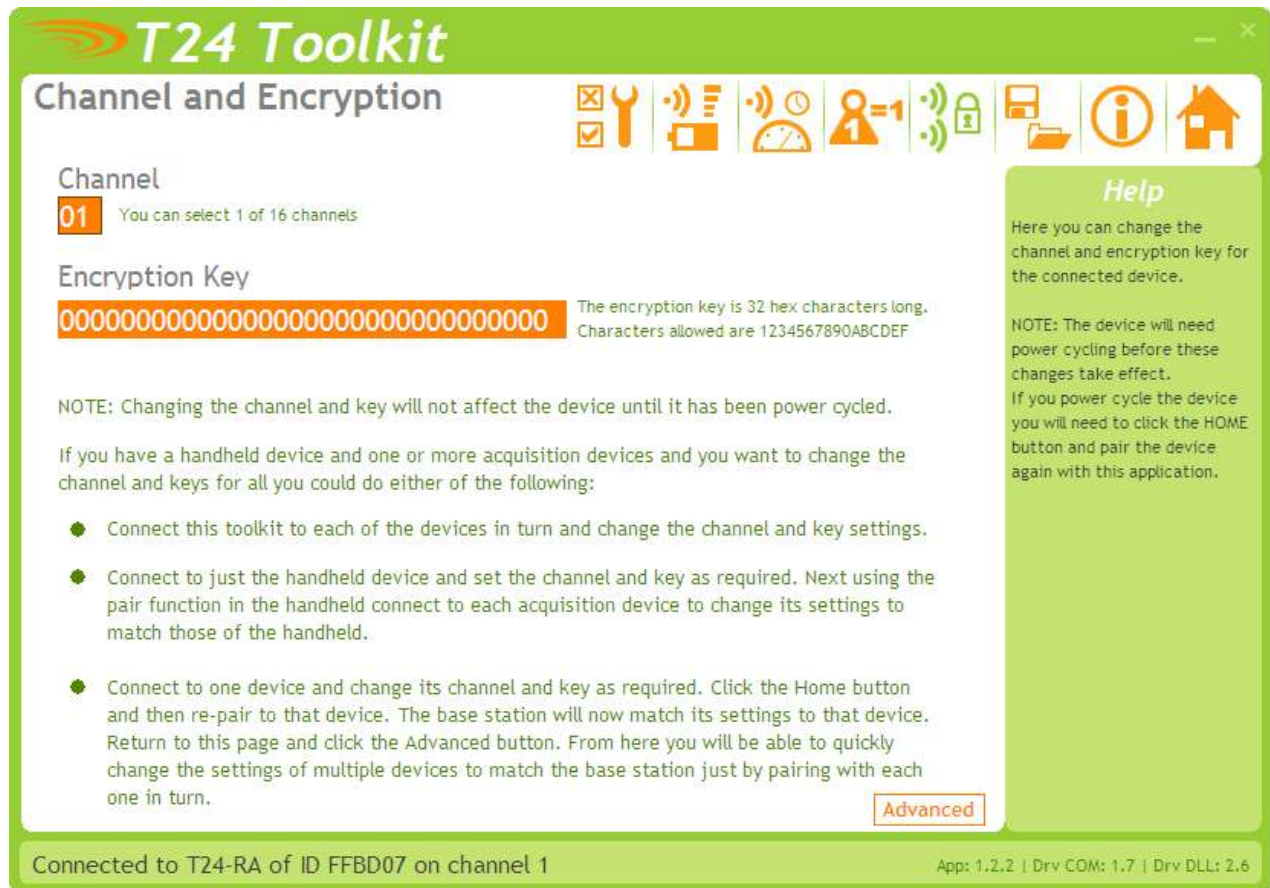 T24 Toolkit
Channel and Encryption
1
=1
Channel
01
You can select 1 of 16 channels
Encryption Key
00000000000000000000000000000000
The encryption key is 32 hex characters long.
Characters allowed are 1234567890ABCDEF
NOTE: Changing the channel and key will not affect the device until it has been power cycled.
If you have a handheld device and one or more acquisition devices and you want to change the
channel and keys for all you could do either of the following:
Connect this toolkit to each of the devices in turn and change the channel and key settings.
Connect to just the handheld device and set the channel and key as required. Next using the
pair function in the handheld connect to each acquisition device to change its settings to
match those of the handheld.
Connect to one device and change its channel and key as required. Click the Home button
and then re-pair to that device. The base station will now match its settings to that device.
Return to this page and click the Advanced button. From here you will be able to quickly
change the settings of multiple devices to match the base station just by pairing with each
one in turn.
Advanced
Help
Here you can change the
channel and encryption key for
the connected device.
NOTE: The device will need
power cycling before these
changes take effect.
If you power cycle the device
you will need to click the HOME
button and pair the device
again with this application.
Connected to T24-RA of ID FFBD07 on channel 1
App: 1.2.2 | Drv COM: 1.7 | Drv DLL: 2.6